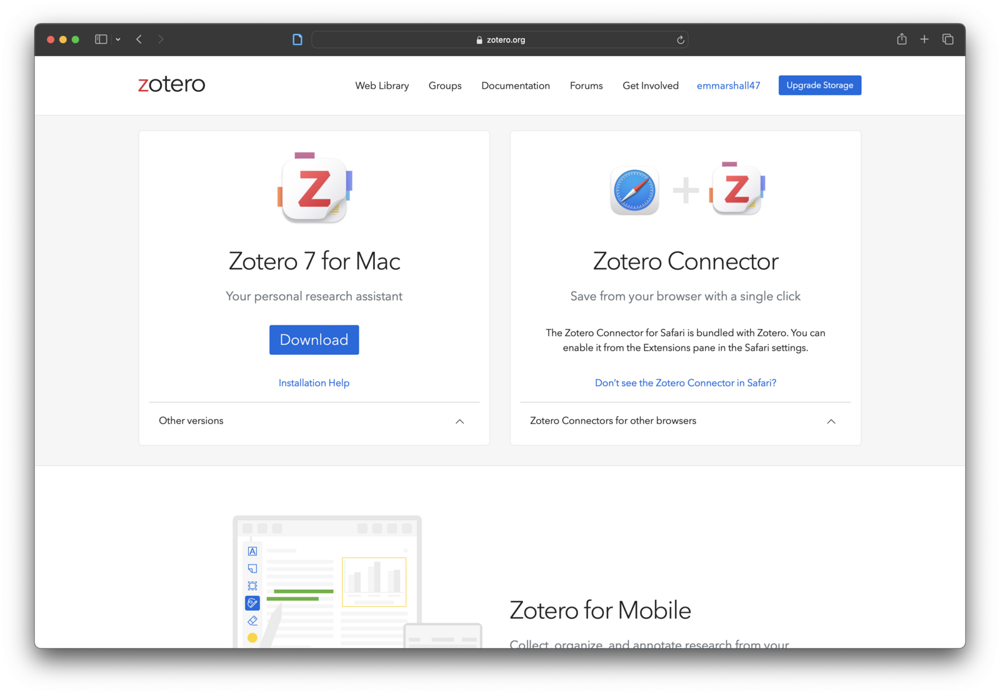 zotero.org
zotero
Web Library
Groups
Documentation
Forums
Get Involved
emmarshall47
Upgrade Storage
Z
Zotero 7 for Mac
Your personal research assistant
Download
Installation Help
Other versions
Z
Zotero Connector
Save from your browser with a single click
The Zotero Connector for Safari is bundled with Zotero. You can
enable it from the Extensions pane in the Safari settings.
Don’t see the Zotero Connector in Safari?
Zotero Connectors for other browsers
A
Zotero for Mobile
Collect, organize, and annotate research from your